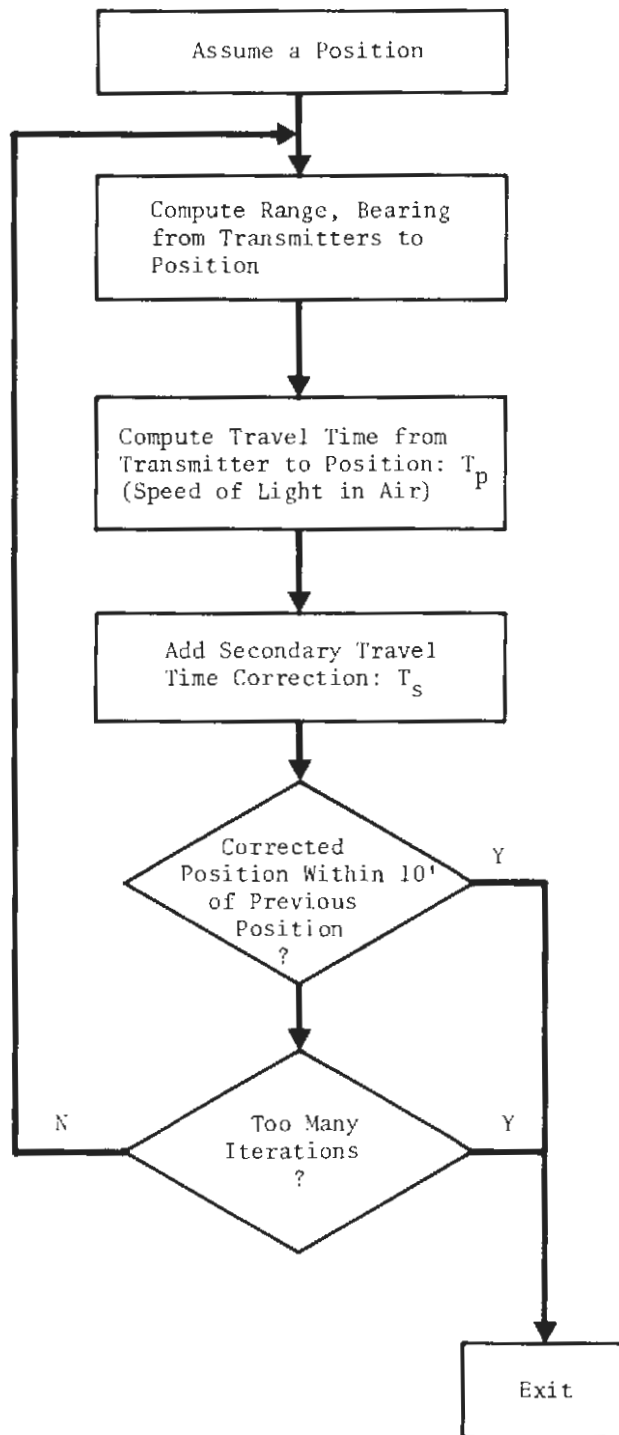 Assume a Position
Compute Range, Bearing
from Transmitters to
Position
Compute Travel Time from
Transmitter to Position: Tp
(Speed of Light in Air)
Add Secondary Travel
Time Correction: Ts
Corrected
Position Within 10'
of Previous
Position
?
Y
N
Too Many
Iterations
?
Y
Exit